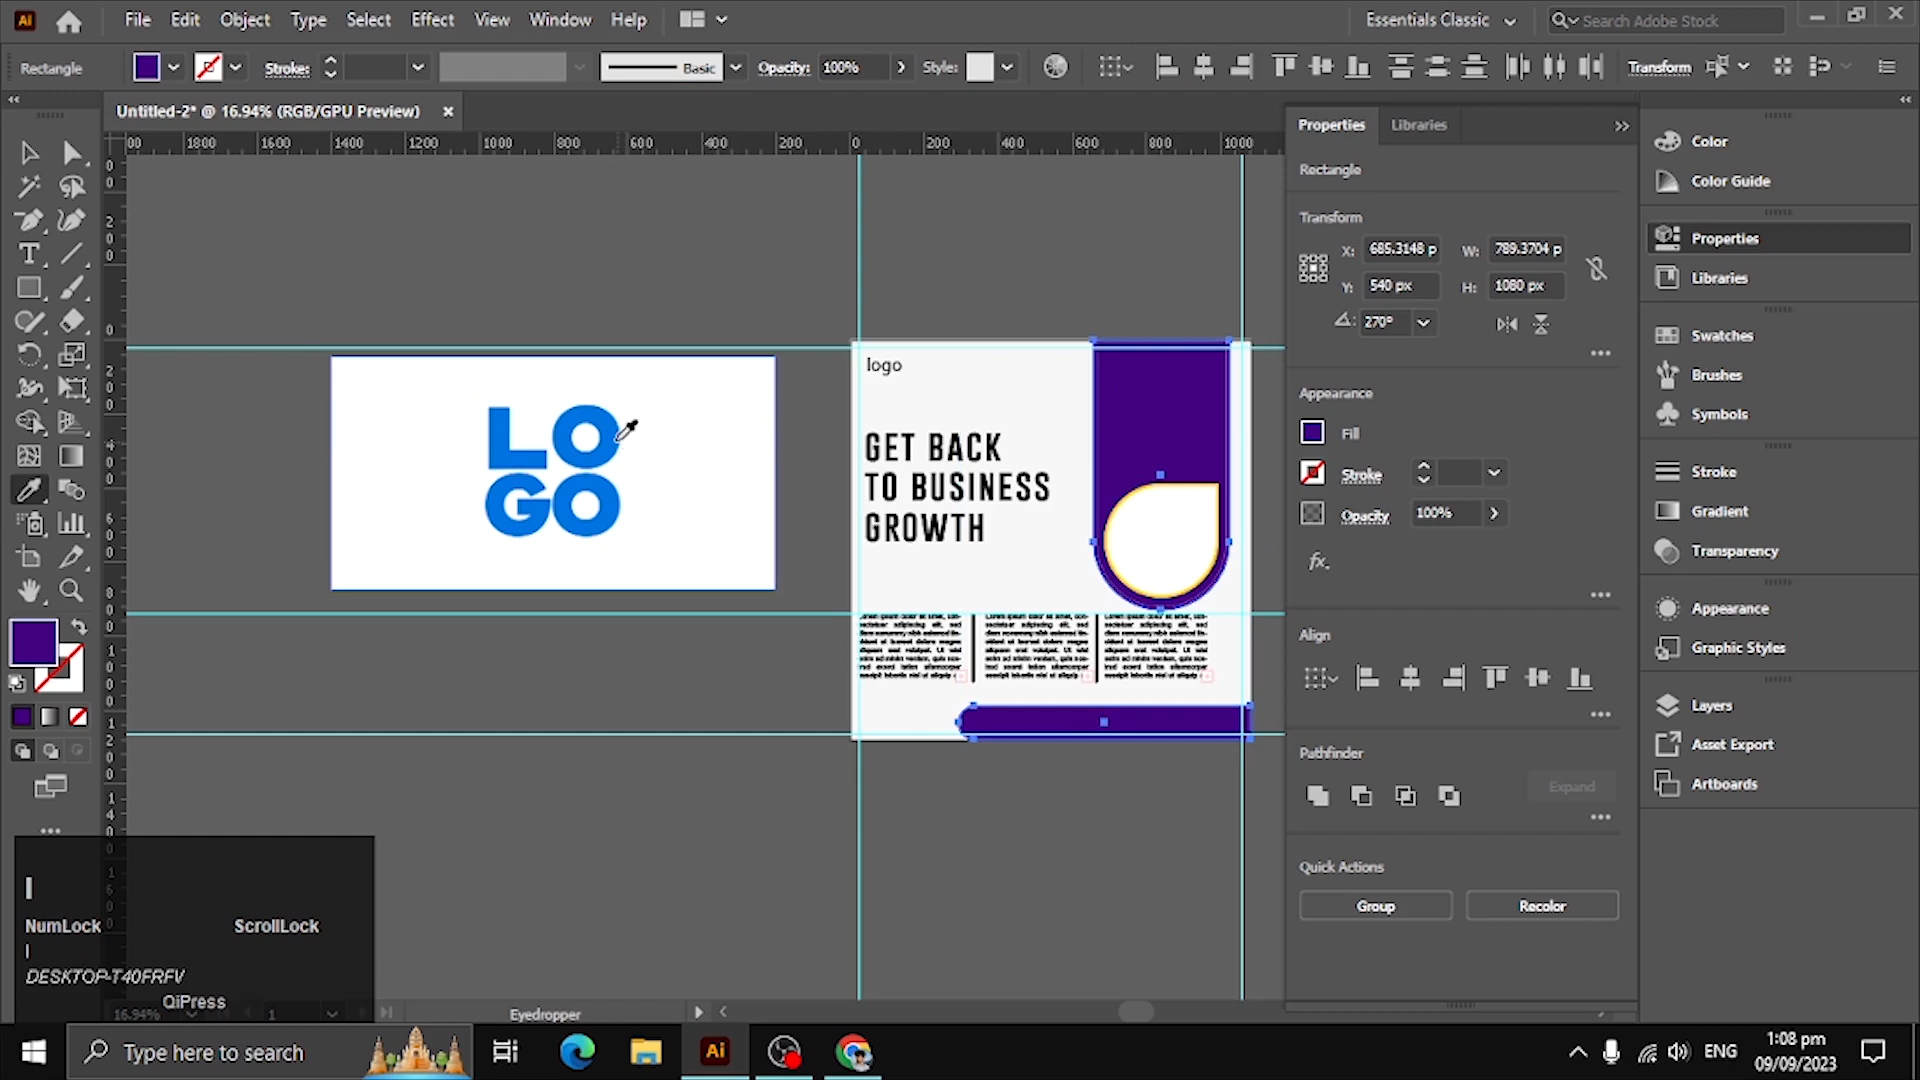 Ai File Edit Object Type Select Effect View Window Help Essentials Classic Search Adobe Stock
Rectangle Stroke: Basic Opacity: 100% Style: Transform
Untitled-2* @ 16.94% (RGB/GPU Preview)
00 1800 1600 1400 1200 1000 800 600 400 200 0 200 400 600 800 1000
Properties Libraries
Rectangle
Transform
X: 685.3148 p W: 789.3704 p
Y: 540 px H: 1080 px
270°
Appearance
Fill
Stroke
Opacity 100%
fx.
Align
Pathfinder
Expand
Quick Actions
Group Recolor
Color
Color Guide
Properties
Libraries
Swatches
Brushes
Symbols
Stroke
Gradient
Transparency
Appearance
Graphic Styles
Layers
Asset Export
Artboards
LO
GO
logo
GET BACK
TO BUSINESS
GROWTH
I
NumLock ScrollLock
I
DESKTOP-T40FRFV
QiPress
16.94% 1 Eyedropper
Type here to search
Ai
ENG
1:08 pm
09/09/2023